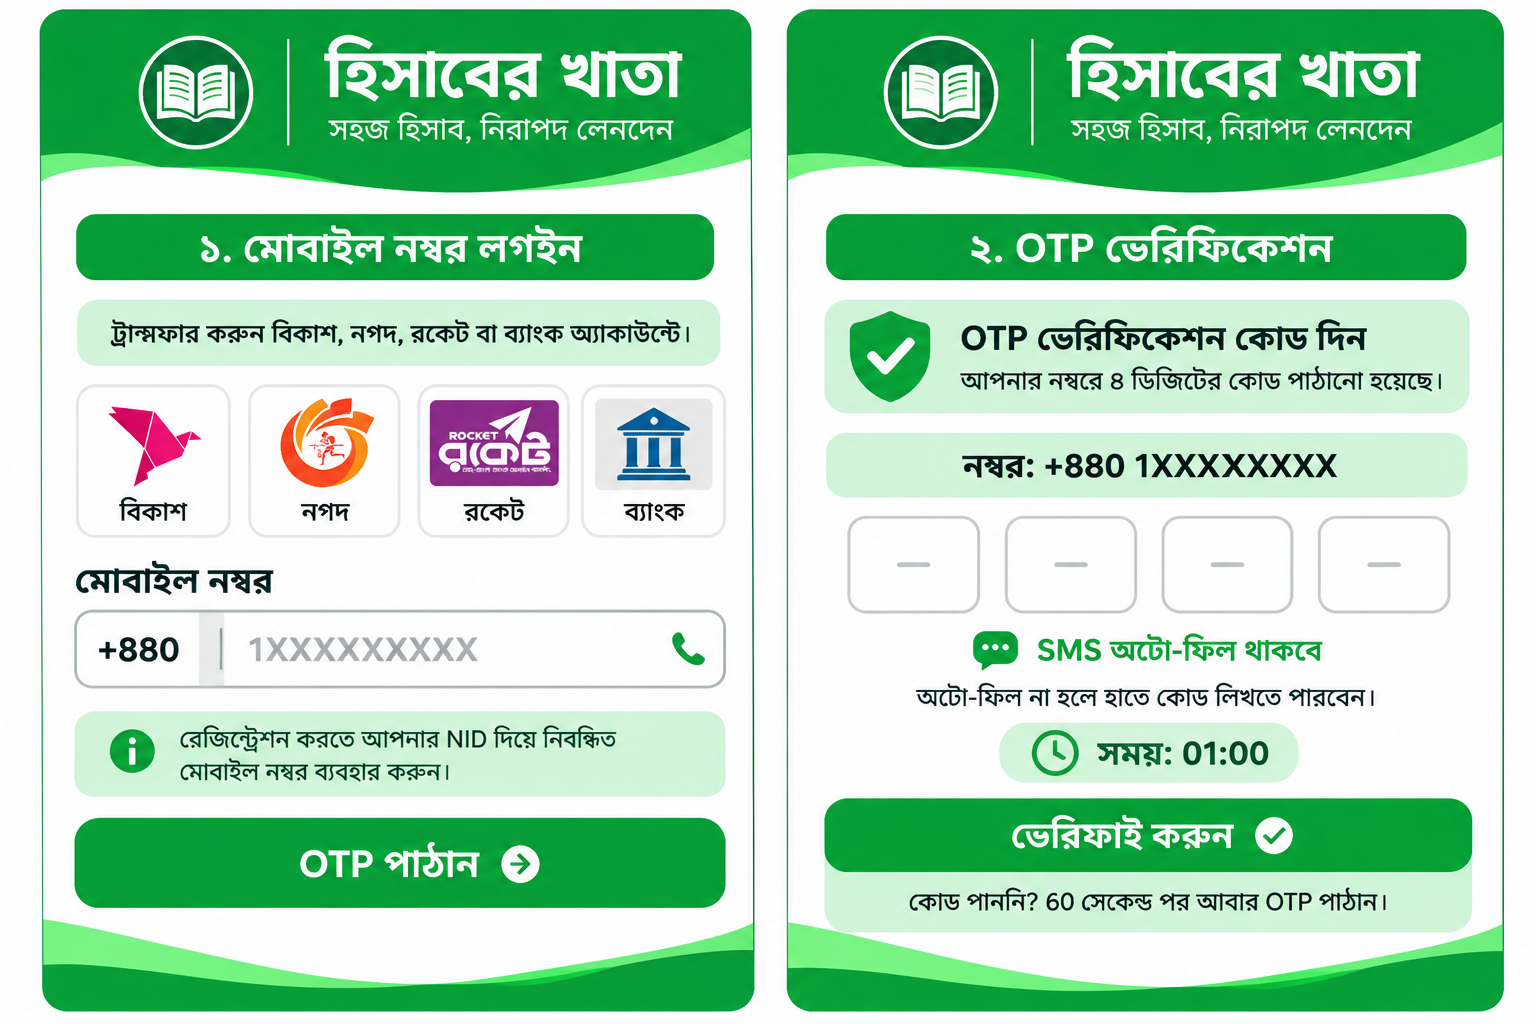 হিসাবের খাতা
সহজ হিসাব, নিরাপদ লেনদেন
১. মোবাইল নম্বর লগইন
ট্রান্সফার করুন বিকাশ, নগদ, রকেট বা ব্যাংক অ্যাকাউন্টে।
ROCKET
রকেট
বিকাশ
নগদ
রকেট
ব্যাংক
মোবাইল নম্বর
+880 1XXXXXXXXX
রেজিস্ট্রেশন করতে আপনার NID দিয়ে নিবন্ধিত
মোবাইল নম্বর ব্যবহার করুন।
OTP পাঠান
হিসাবের খাতা
সহজ হিসাব, নিরাপদ লেনদেন
২. OTP ভেরিফিকেশন
OTP ভেরিফিকেশন কোড দিন
আপনার নম্বরে ৪ ডিজিটের কোড পাঠানো হয়েছে।
নম্বর: +880 1XXXXXXXX
SMS অটো-ফিল থাকবে
অটো-ফিল না হলে হাতে কোড লিখতে পারবেন।
সময়: 01:00
ভেরিফাই করুন
কোড পাননি? 60 সেকেন্ড পর আবার OTP পাঠান।